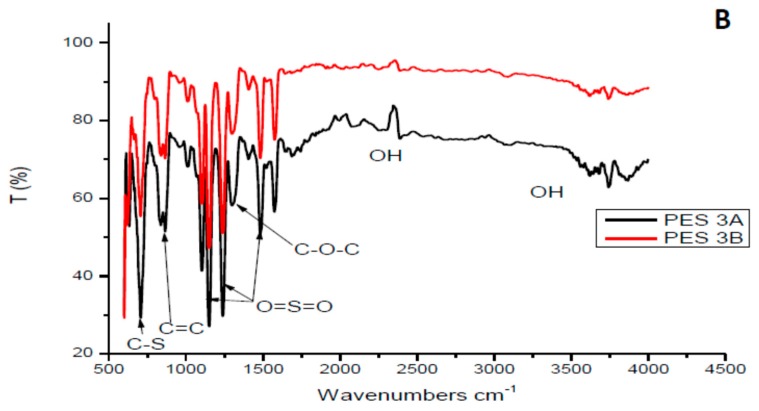 B
100
80
60
40
20
T (%)
OH
OH
PES 3A
PES 3B
C-O-C
O=S=O
C=C
C-S
500 1000 1500 2000 2500 3000 3500 4000 4500
Wavenumbers cm⁻¹